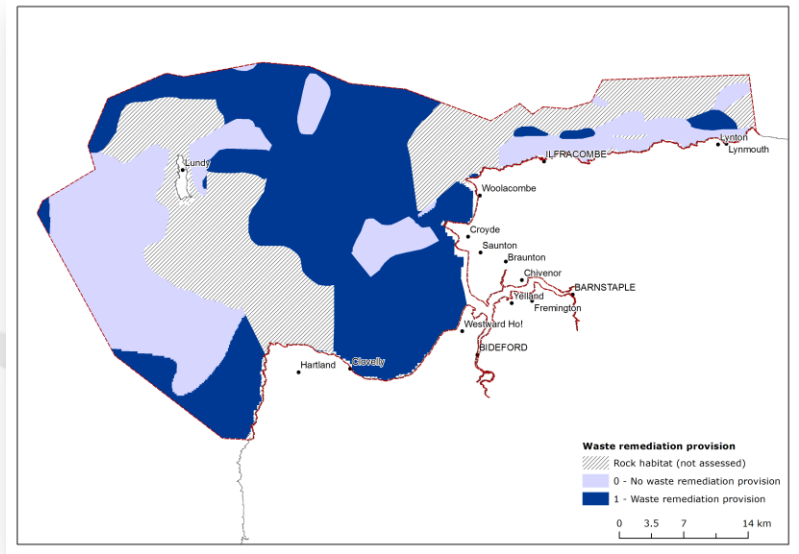 Lundy
Lynton
Lynmouth
ILFRACOMBE
Woolacombe
Croyde
Saunton
Braunton
Chivenor
BARNSTAPLE
Yelland
Fremington
Westward Ho!
BIDEFORD
Hartland
Clovelly
Waste remediation provision
Rock habitat (not assessed)
0 - No waste remediation provision
1 - Waste remediation provision
0 3.5 7 14 km